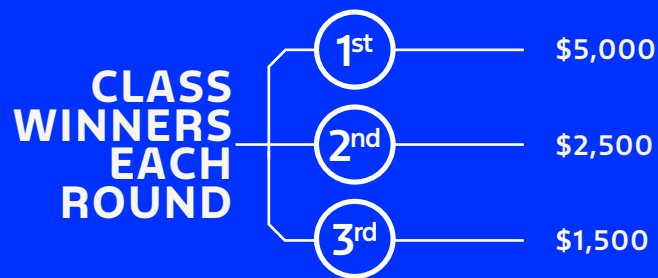 CLASS
WINNERS
EACH
ROUND
1st $5,000
2nd $2,500
3rd $1,500